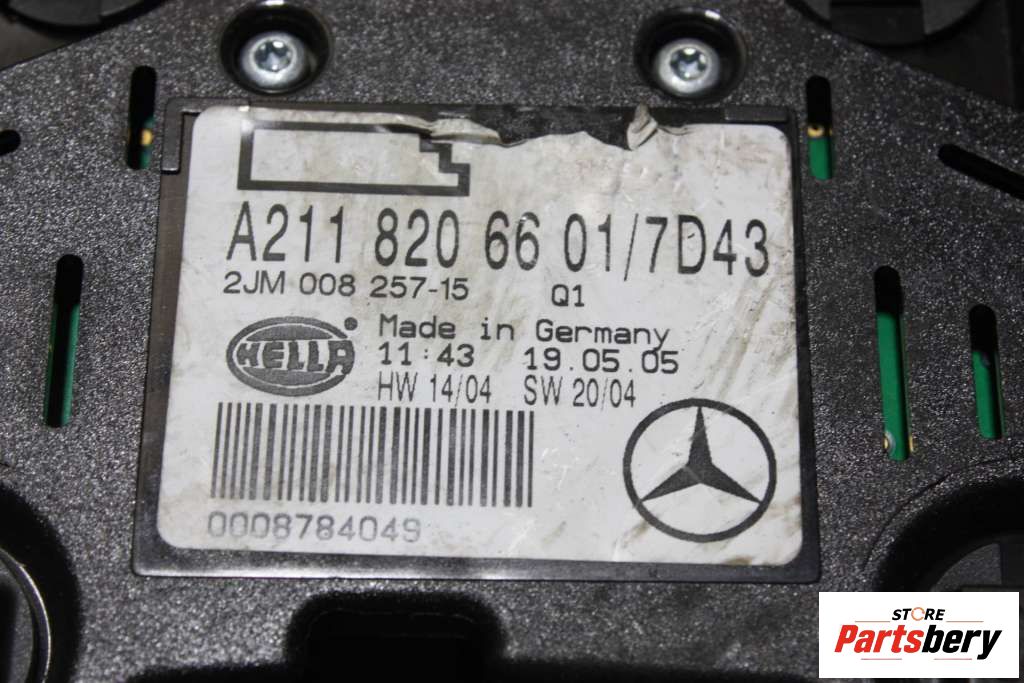 A211 820 66 01/7D43
2JM 008 257-15 Q1
HELLA
Made in Germany
11:43 19.05.05
HW 14/04 SW 20/04
0008784049
STORE
Partsbery